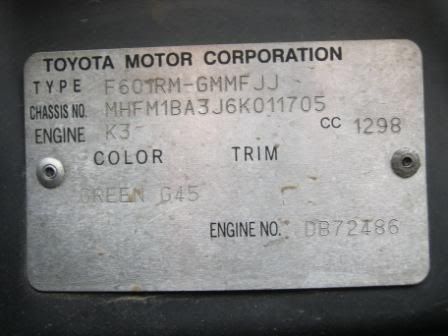 TOYOTA MOTOR CORPORATION
TYPE F601RM-GMMFJJ
CHASSIS NO. MHFM1BA3J6K011705
ENGINE K3 CC 1298
COLOR TRIM
GREEN G45
ENGINE NO. DB72486